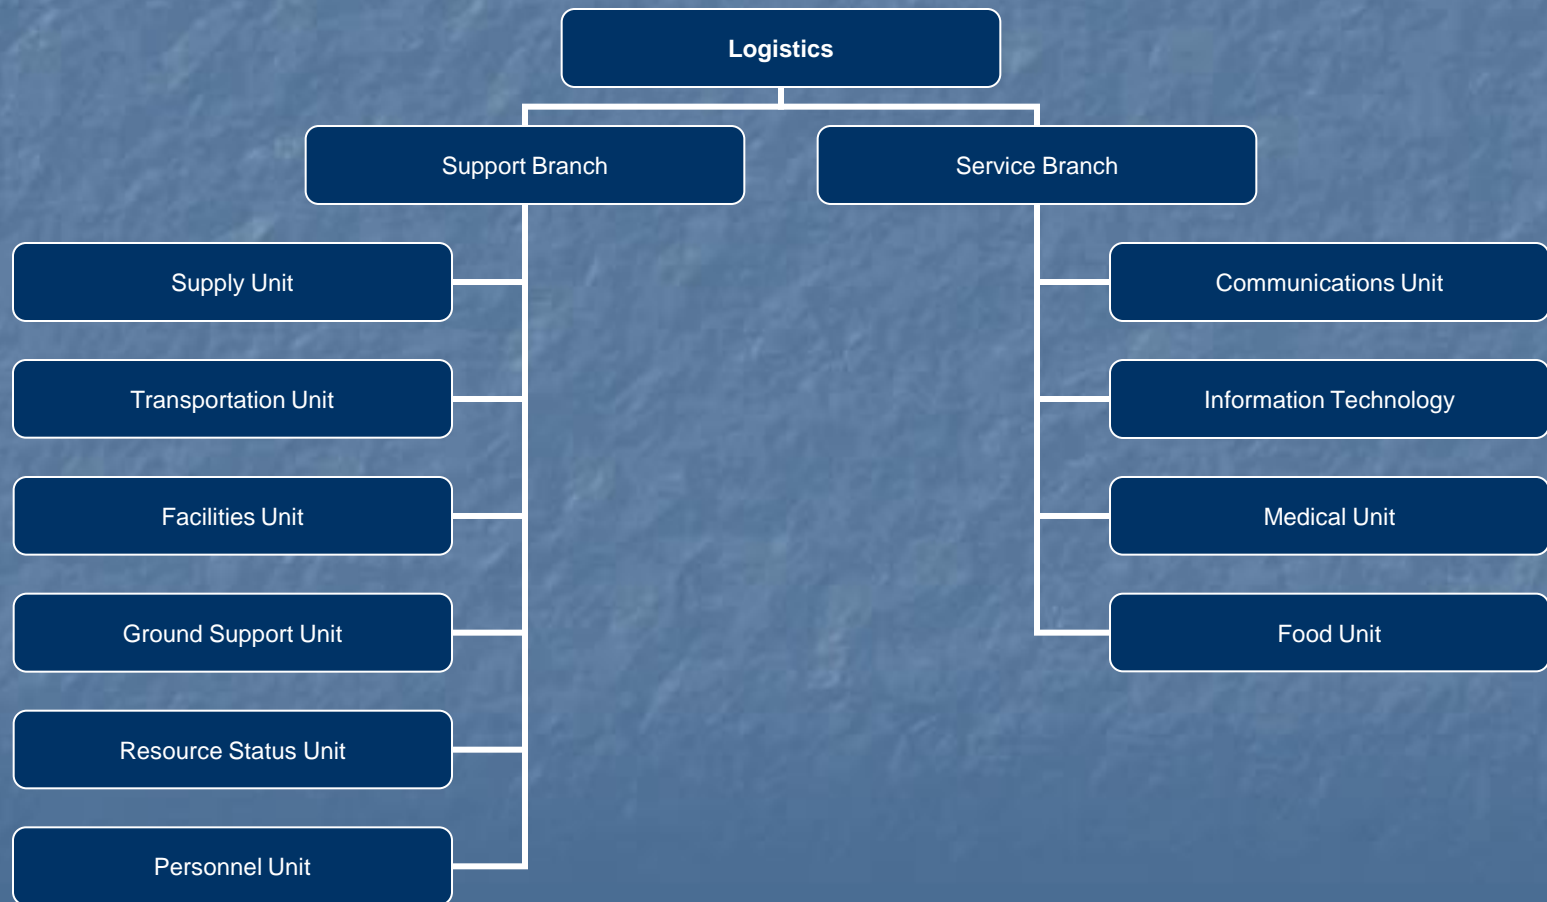 Logistics
Support Branch
Service Branch
Supply Unit
Transportation Unit
Facilities Unit
Ground Support Unit
Resource Status Unit
Personnel Unit
Communications Unit
Information Technology
Medical Unit
Food Unit